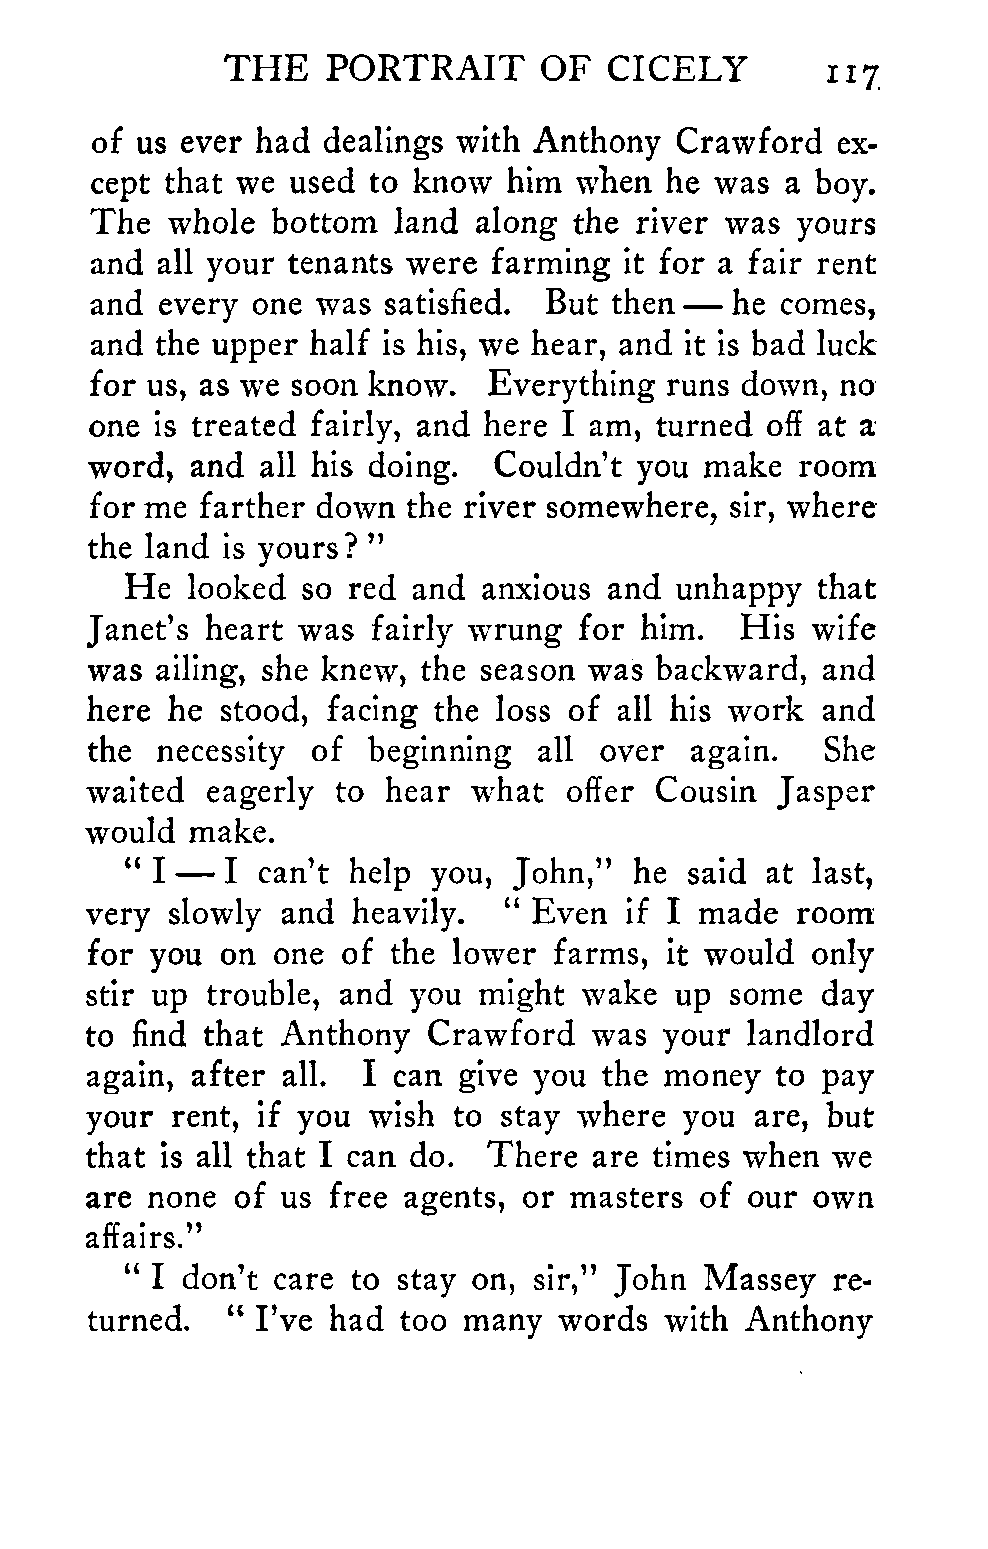 THE PORTRAIT OF CICELY 117
of us ever had dealings with Anthony Crawford ex-
cept that we used to know him when he was a boy.
The whole bottom land along the river was yours
and all your tenants were farming it for a fair rent
and every one was satisfied. But then — he comes,
and the upper half is his, we hear, and it is bad luck
for us, as we soon know. Everything runs down, no
one is treated fairly, and here I am, turned off at a
word, and all his doing. Couldn't you make room
for me farther down the river somewhere, sir, where
the land is yours? "
He looked so red and anxious and unhappy that
Janet's heart was fairly wrung for him. His wife
was ailing, she knew, the season was backward, and
here he stood, facing the loss of all his work and
the necessity of beginning all over again. She
waited eagerly to hear what offer Cousin Jasper
would make.
" I — I can't help you, John," he said at last,
very slowly and heavily. " Even if I made room
for you on one of the lower farms, it would only
stir up trouble, and you might wake up some day
to find that Anthony Crawford was your landlord
again, after all. I can give you the money to pay
your rent, if you wish to stay where you are, but
that is all that I can do. There are times when we
are none of us free agents, or masters of our own
affairs."
" I don't care to stay on, sir," John Massey re-
turned. " I've had too many words with Anthony